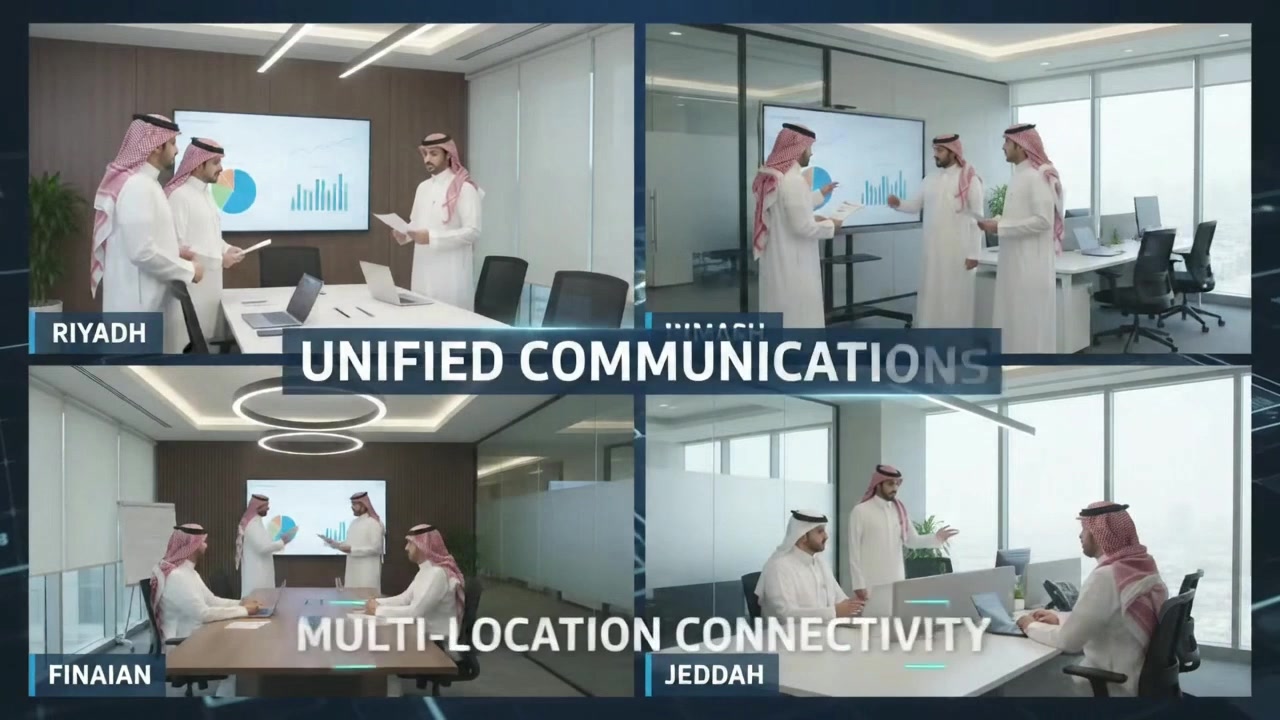 RIYADH
UNIFIED COMMUNICATIONS
MULTI-LOCATION CONNECTIVITY
FINAIAN
JEDDAH